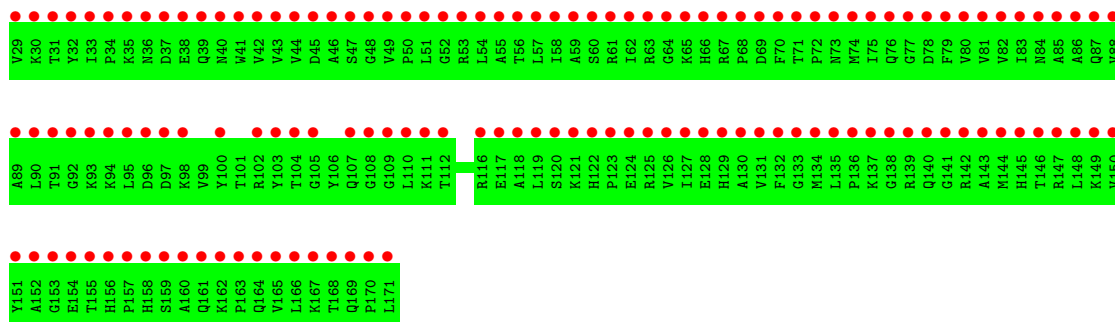 V29 K30 T31 Y32 I33 P34 K35 N36 D37 E38 Q39 N40 W41 V42 V43 V44 D45 A46 S47 G48 V49 P50 L51 G52 R53 L54 A55 T56 L57 I58 A59 S60 R61 I62 R63 G64 K65 H66 R67 P68 D69 F70 T71 P72 N73 M74 I75 Q76 G77 D78 F79 V80 V81 V82 I83 N84 A85 A86 Q87 V88
A89 L90 T91 G92 K93 K94 L95 D96 D97 K98 V99 Y100 T101 R102 Y103 T104 G105 Y106 Q107 G108 G109 L110 K111 T112 R116 E117 A118 L119 S120 K121 H122 P123 E124 R125 V126 I127 E128 H129 A130 V131 F132 G133 M134 L135 P136 K137 G138 R139 Q140 G141 R142 A143 M144 H145 T146 R147 L148 K149 V150
Y151 A152 G153 E154 T155 H156 P157 H158 S159 A160 Q161 K162 P163 Q164 V165 L166 K167 T168 Q169 P170 L171